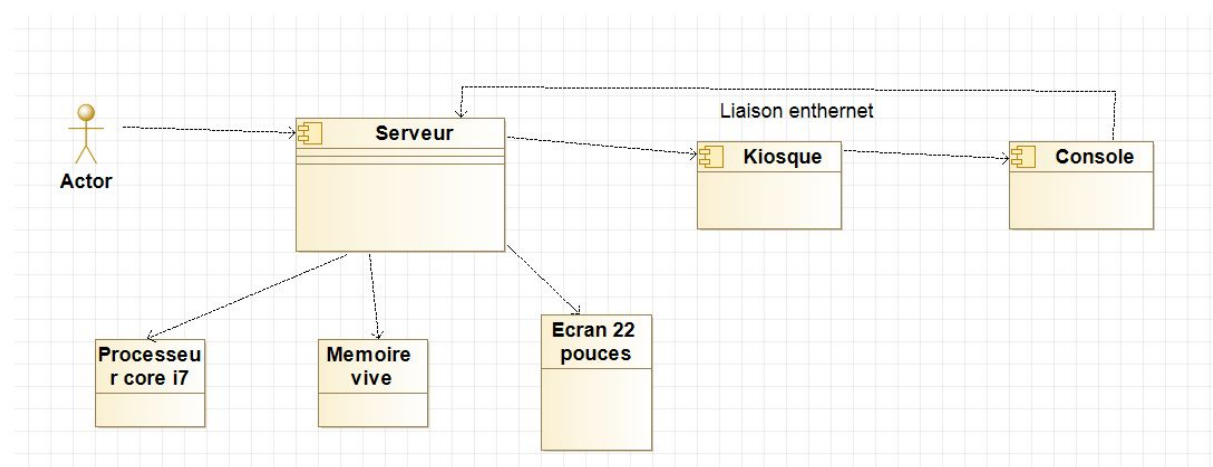 Liaison enthernet
Serveur
Kiosque
Console
Actor
Ecran 22
pouces
Processeu
r core i7
Memoire
vive